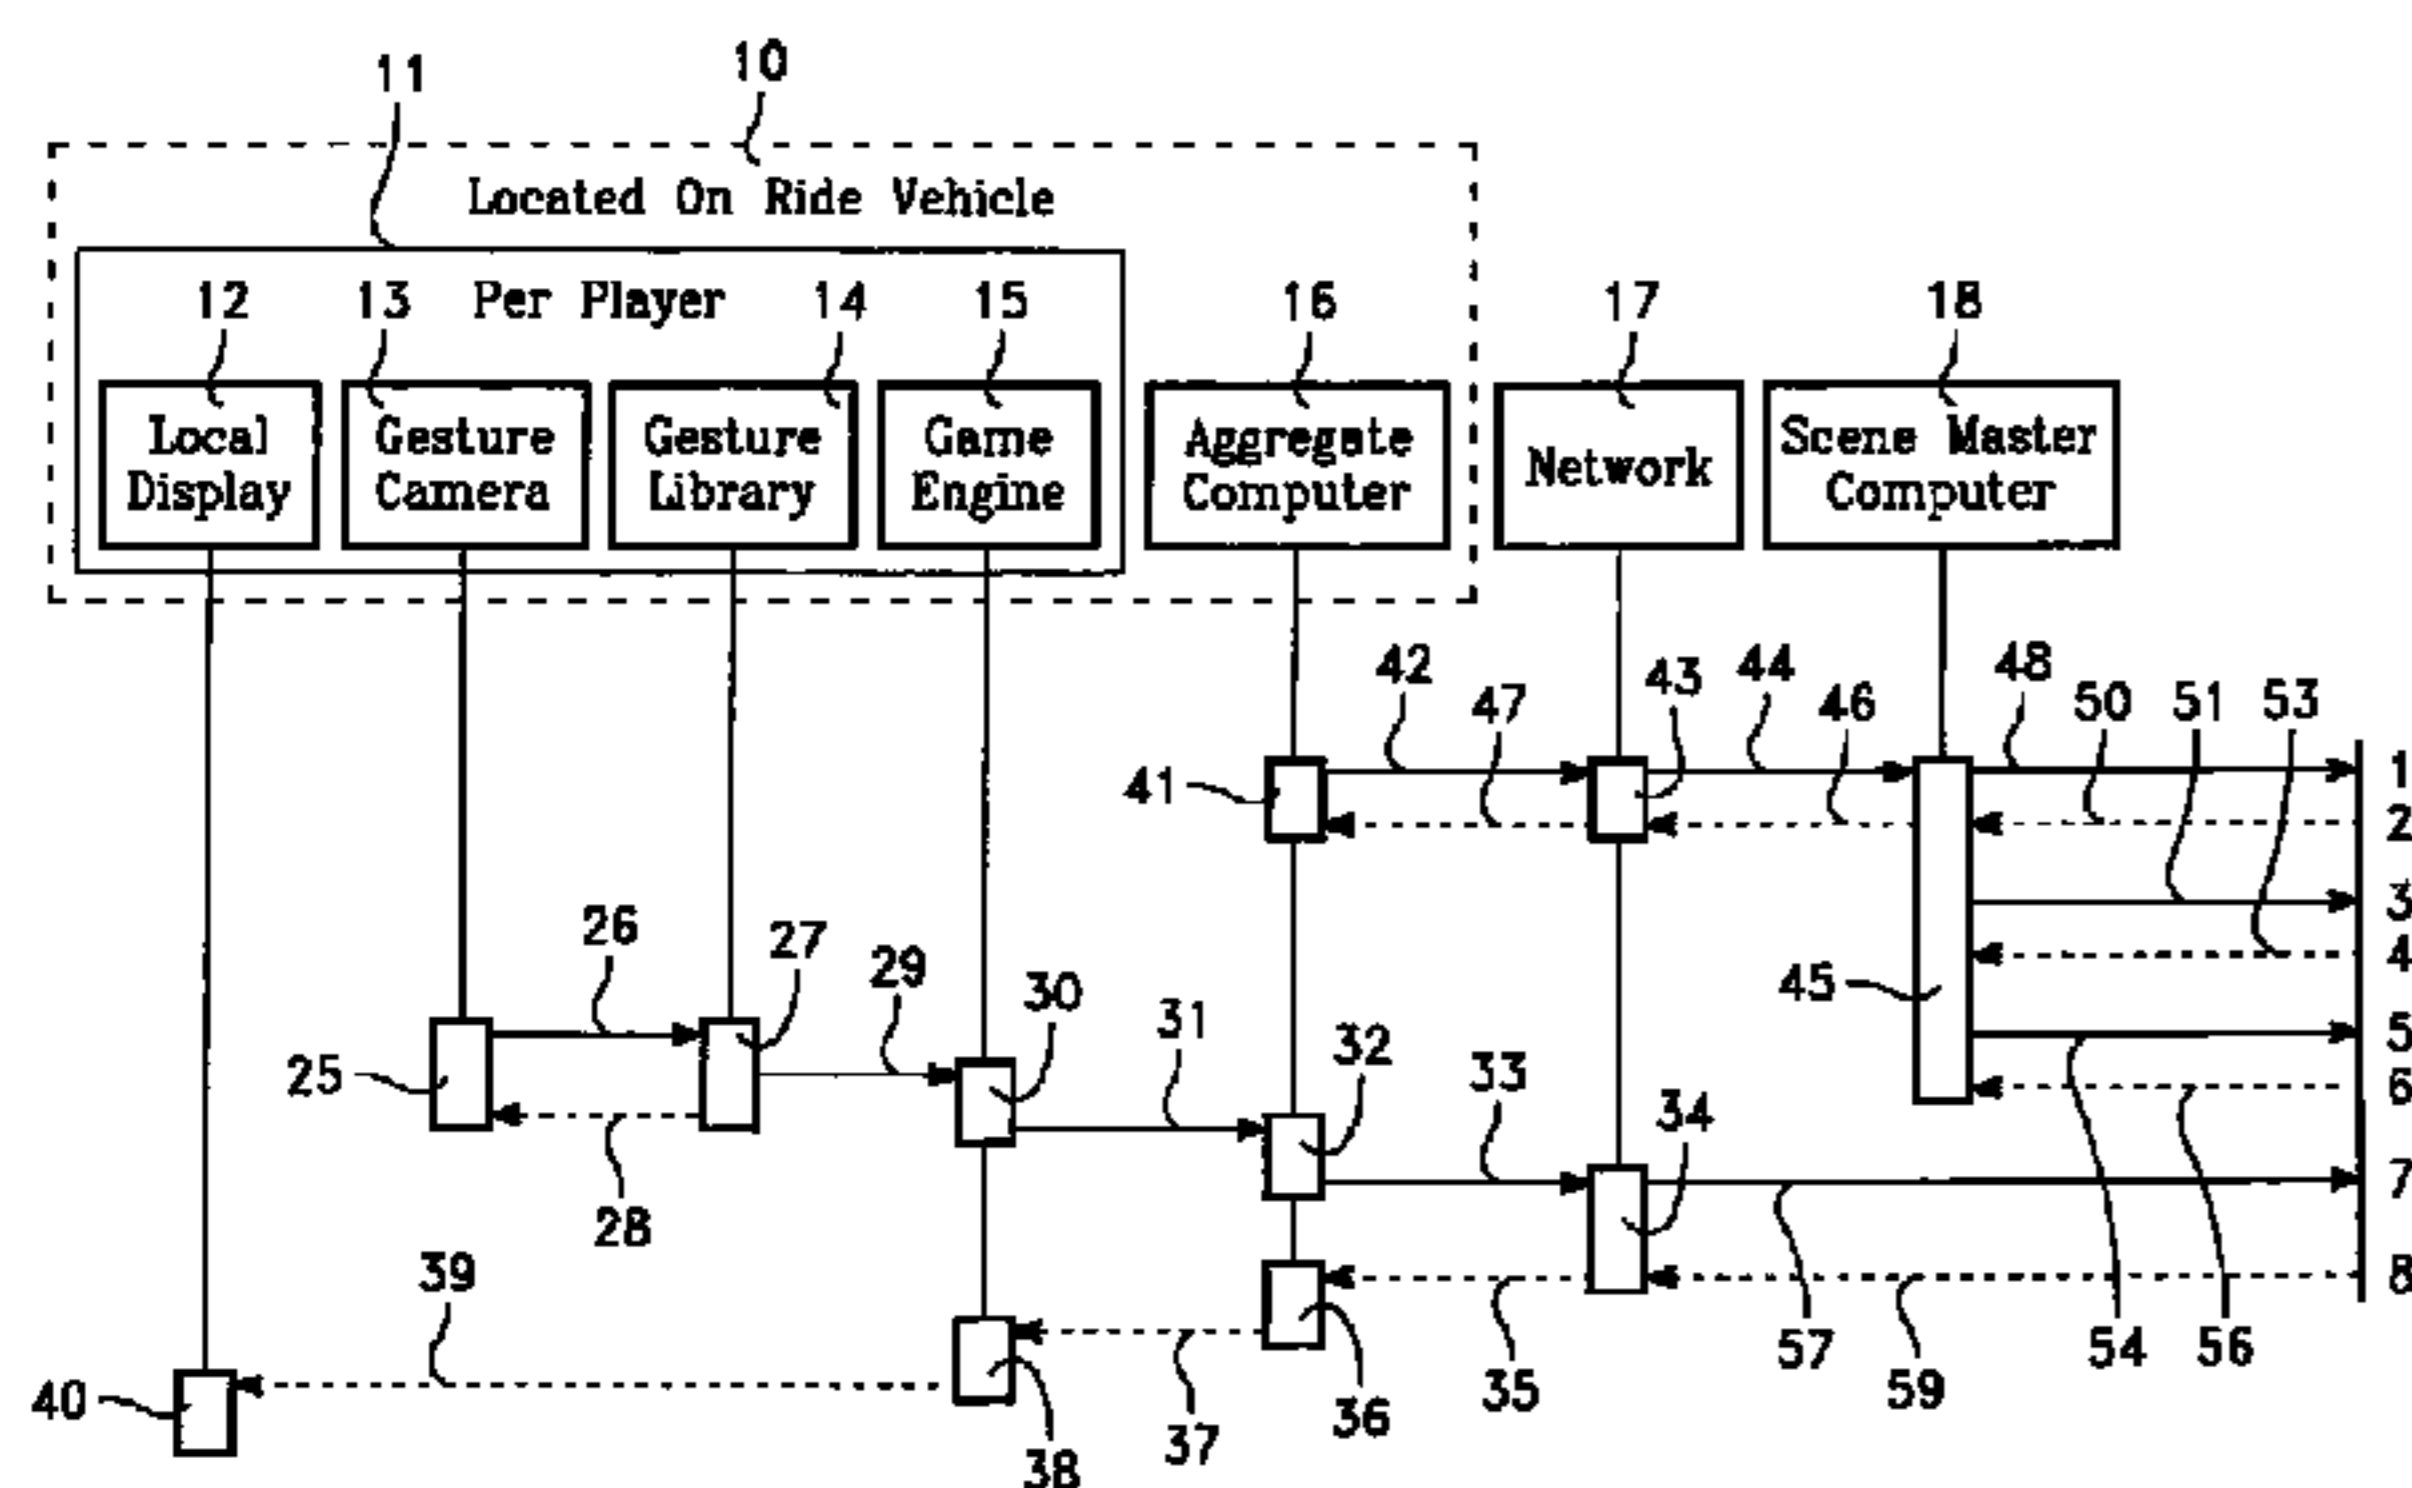 11 10
Located On Ride Vehicle
12 13 Per Player 14 15 16 17 18
Local Display
Gesture Camera
Gesture Library
Game Engine
Aggregate Computer
Network
Scene Master Computer
42 47 43 44 46 48 50 51 53
41
1
2
3
4
5
6
7
8
26 27 29 30 31 32 33 34 45
25
28
39
40
38 37 36 35 57 59 54 56